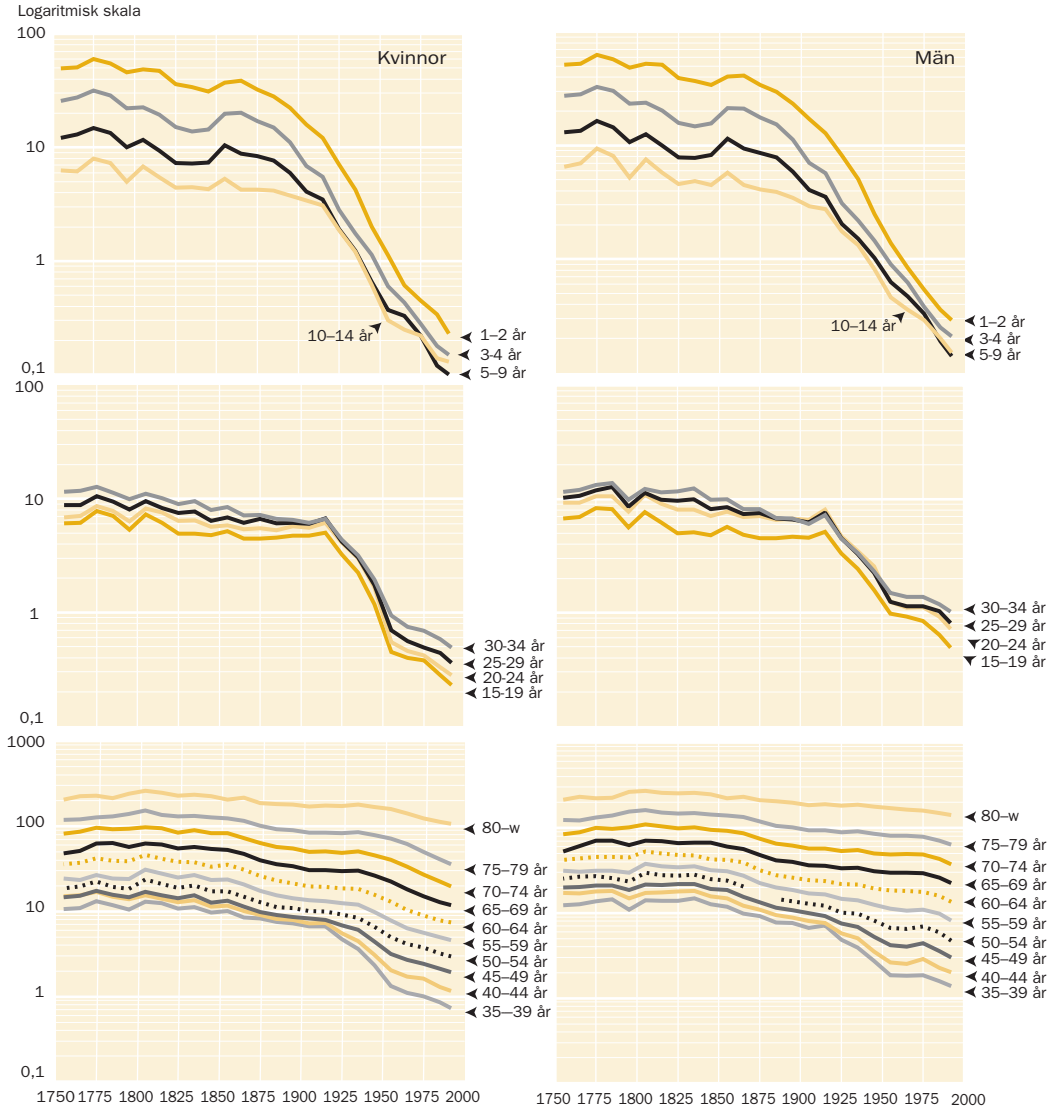 Logaritmisk skala
100
Kvinnor
Män
10
1
10–14 år
10–14 år
1–2 år
3-4 år
5–9 år
1–2 år
3-4 år
5-9 år
0,1
100
10
1
30-34 år
25-29 år
20-24 år
15-19 år
30–34 år
25–29 år
20–24 år
15–19 år
0,1
1000
100
80–w
75–79 år
70–74 år
65–69 år
60–64 år
55–59 år
50–54 år
45–49 år
40–44 år
35–39 år
80–w
75–79 år
70–74 år
65–69 år
60–64 år
55–59 år
50–54 år
45–49 år
40–44 år
35–39 år
10
1
0,1
1750 1775 1800 1825 1850 1875 1900 1925 1950 1975 2000
1750 1775 1800 1825 1850 1875 1900 1925 1950 1975 2000